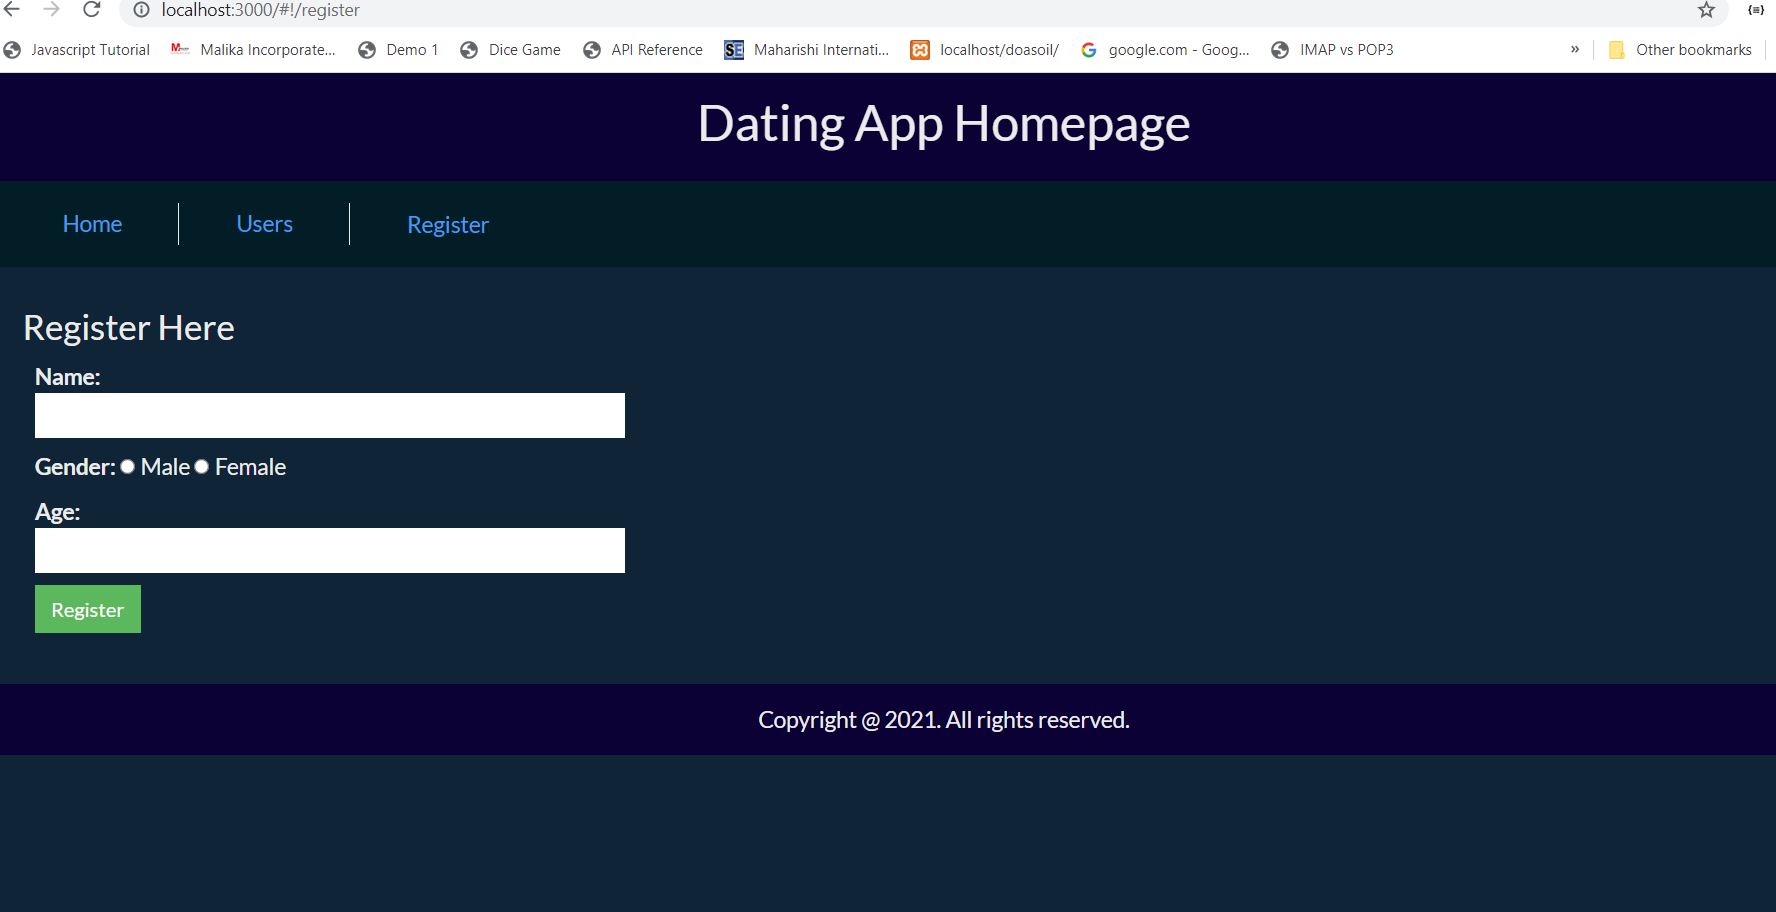 localhost:3000/#!/register
Javascript Tutorial Malika Incorporate... Demo 1 Dice Game API Reference SE Maharishi Internati... localhost/doasoil/ google.com - Goog... IMAP vs POP3 » Other bookmarks
Dating App Homepage
Home Users Register
Register Here
Name:
Gender: Male Female
Age:
Register
Copyright @ 2021. All rights reserved.